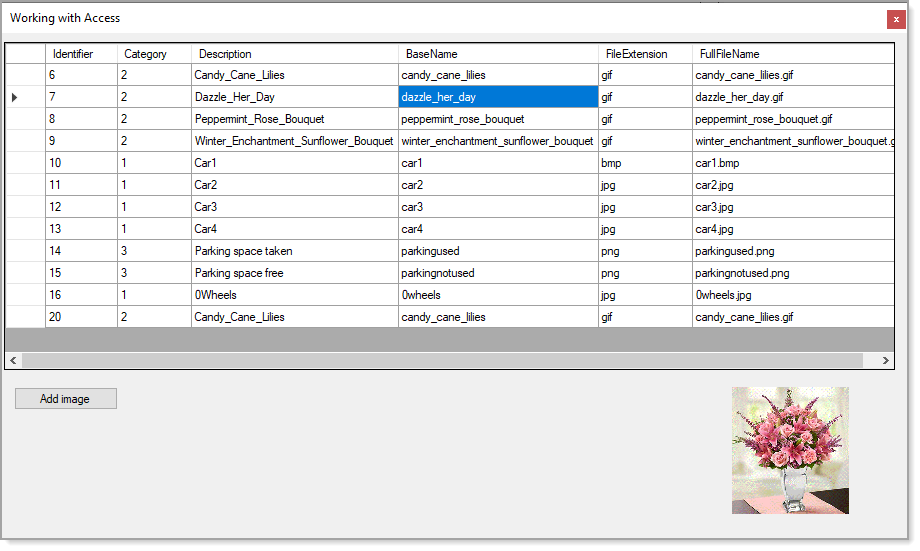 Working with Access
x
Identifier Category Description BaseName FileExtension FullFileName
6 2 Candy_Cane_Lilies candy_cane_lilies gif candy_cane_lilies.gif
7 2 Dazzle_Her_Day dazzle_her_day gif dazzle_her_day.gif
8 2 Peppermint_Rose_Bouquet peppermint_rose_bouquet gif peppermint_rose_bouquet.gif
9 2 Winter_Enchantment_Sunflower_Bouquet winter_enchantment_sunflower_bouquet gif winter_enchantment_sunflower_bouquet.g
10 1 Car1 car1 bmp car1.bmp
11 1 Car2 car2 jpg car2.jpg
12 1 Car3 car3 jpg car3.jpg
13 1 Car4 car4 jpg car4.jpg
14 3 Parking space taken parkingused png parkingused.png
15 3 Parking space free parkingnotused png parkingnotused.png
16 1 0Wheels 0wheels jpg 0wheels.jpg
20 2 Candy_Cane_Lilies candy_cane_lilies gif candy_cane_lilies.gif
Add image